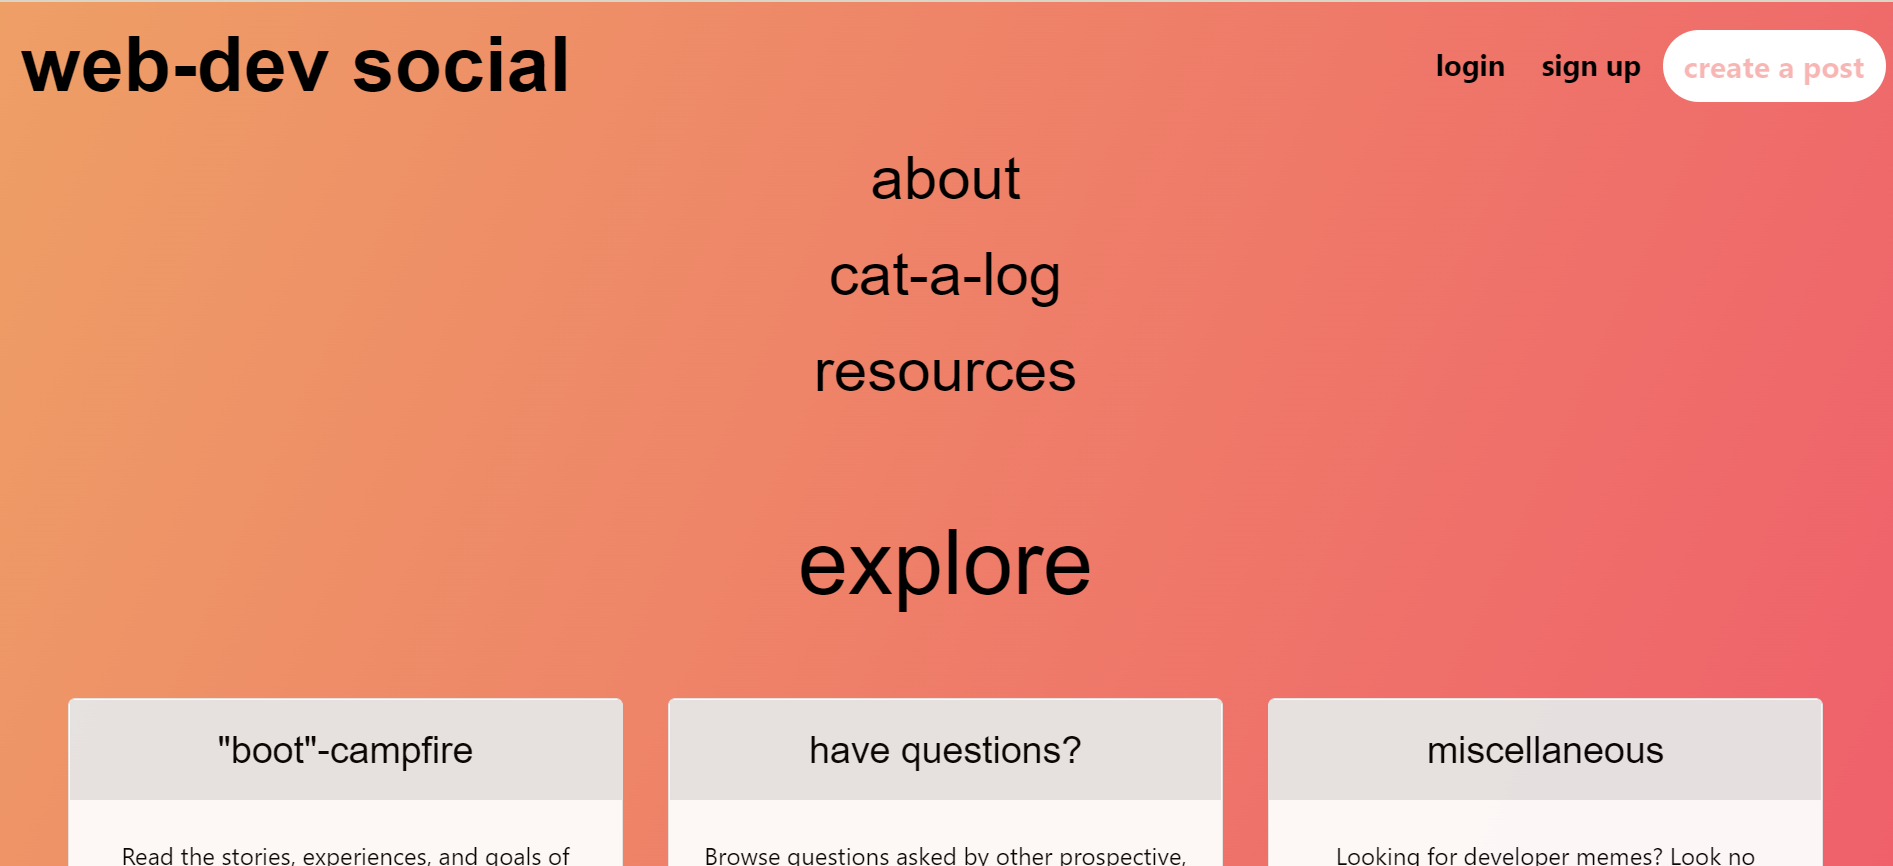 web-dev social
login sign up create a post
about
cat-a-log
resources
explore
"boot"-campfire
have questions?
miscellaneous
Read the stories, experiences, and goals of
Browse questions asked by other prospective,
Looking for developer memes? Look no